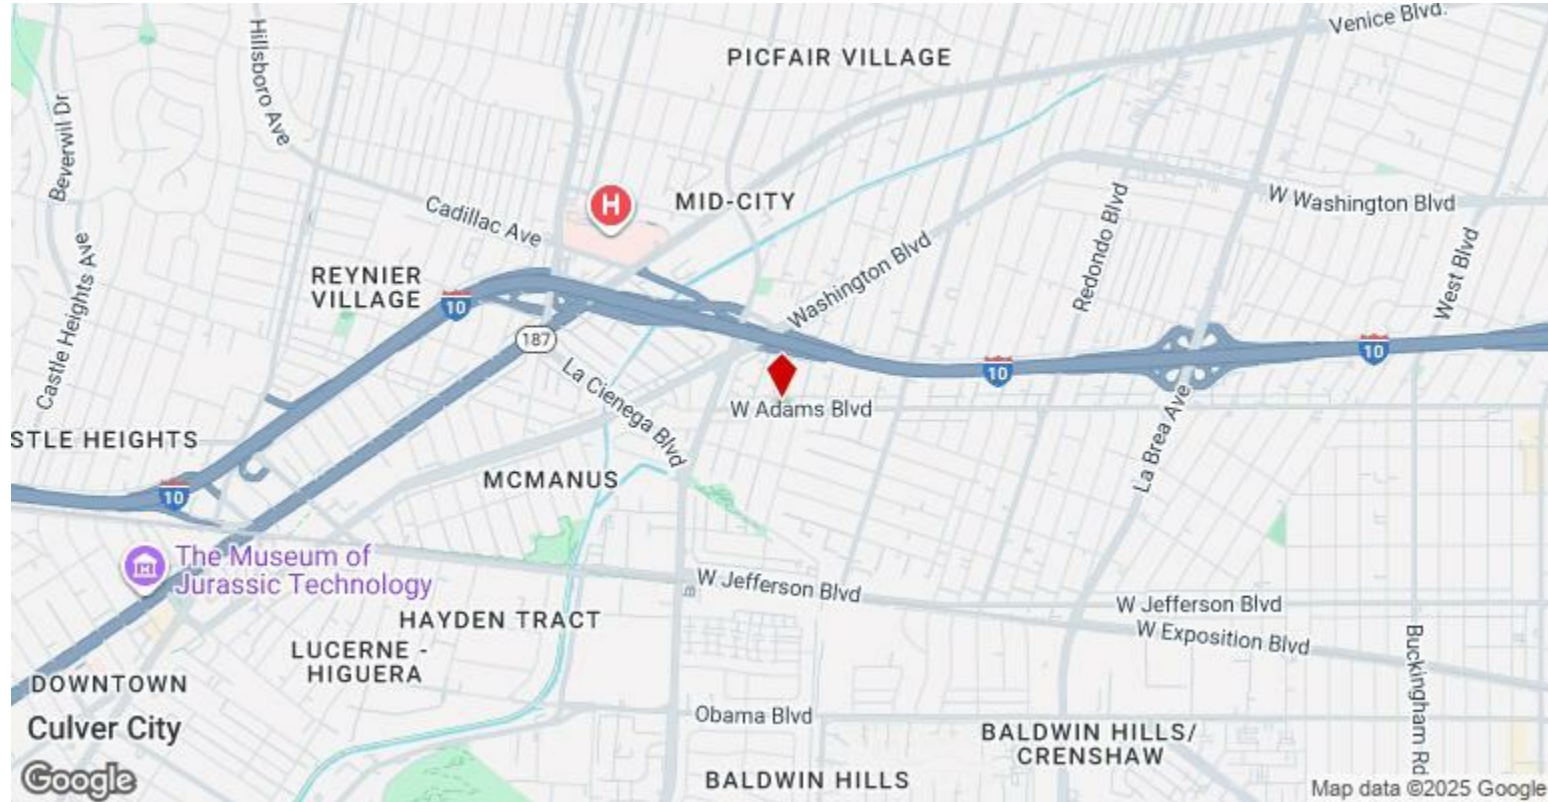 Venice Blvd.
Hillsboro Ave
PICFAIR VILLAGE
Beverwil Dr
H
MID-CITY
Cadillac Ave
Redondo Blvd
W Washington Blvd
Castle Heights Ave
REYNIER
VILLAGE
Washington Blvd
West Blvd
10
187
10
10
La Cienega Blvd
W Adams Blvd
La Brea Ave
STLE HEIGHTS
MCMANUS
10
The Museum of
Jurassic Technology
W Jefferson Blvd
W Jefferson Blvd
HAYDEN TRACT
W Exposition Blvd
LUCERNE -
HIGUERA
Buckingham Rd
DOWNTOWN
Culver City
Obama Blvd
BALDWIN HILLS/
CRENSHAW
Google
BALDWIN HILLS
Map data ©2025 Google